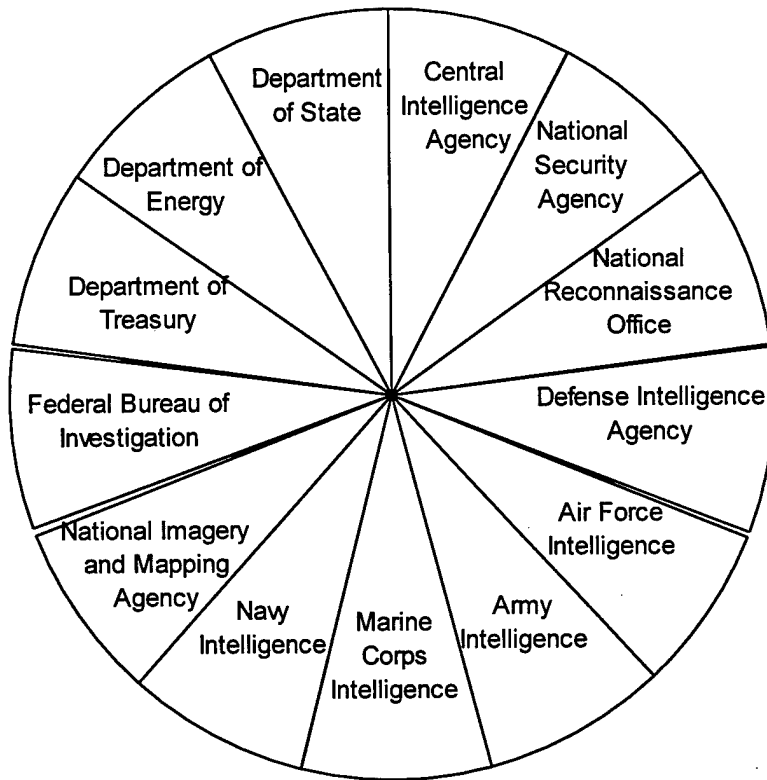 Department
of State
Central
Intelligence
Agency
National
Security
Agency
National
Reconnaissance
Office
Defense Intelligence
Agency
Air Force
Intelligence
Army
Intelligence
Marine
Corps
Intelligence
Navy
Intelligence
National Imagery
and Mapping
Agency
Federal Bureau of
Investigation
Department of
Treasury
Department of
Energy